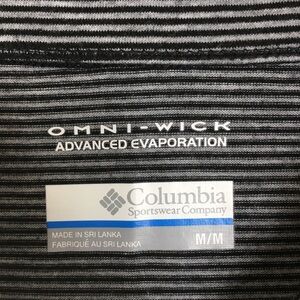 OMNI-WICK
ADVANCED EVAPORATION
Columbia
Sportswear Company
MADE IN SRI LANKA
FABRIQUÉ AU SRI LANKA
M/M